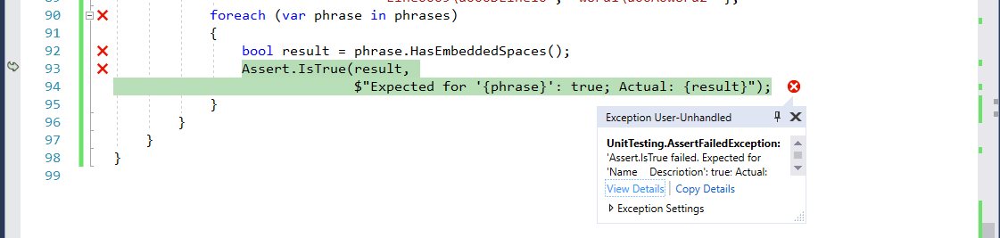 90 foreach (var phrase in phrases)
91 {
92 bool result = phrase.HasEmbeddedSpaces();
93 Assert.IsTrue(result,
94 $"Expected for '{phrase}': true; Actual: {result}");
95 }
96 }
97 }
98 }
99
Exception User-Unhandled
UnitTesting.AssertFailedException:
'Assert.IsTrue failed. Expected for
'Name Description': true; Actual:
View Details | Copy Details
Exception Settings